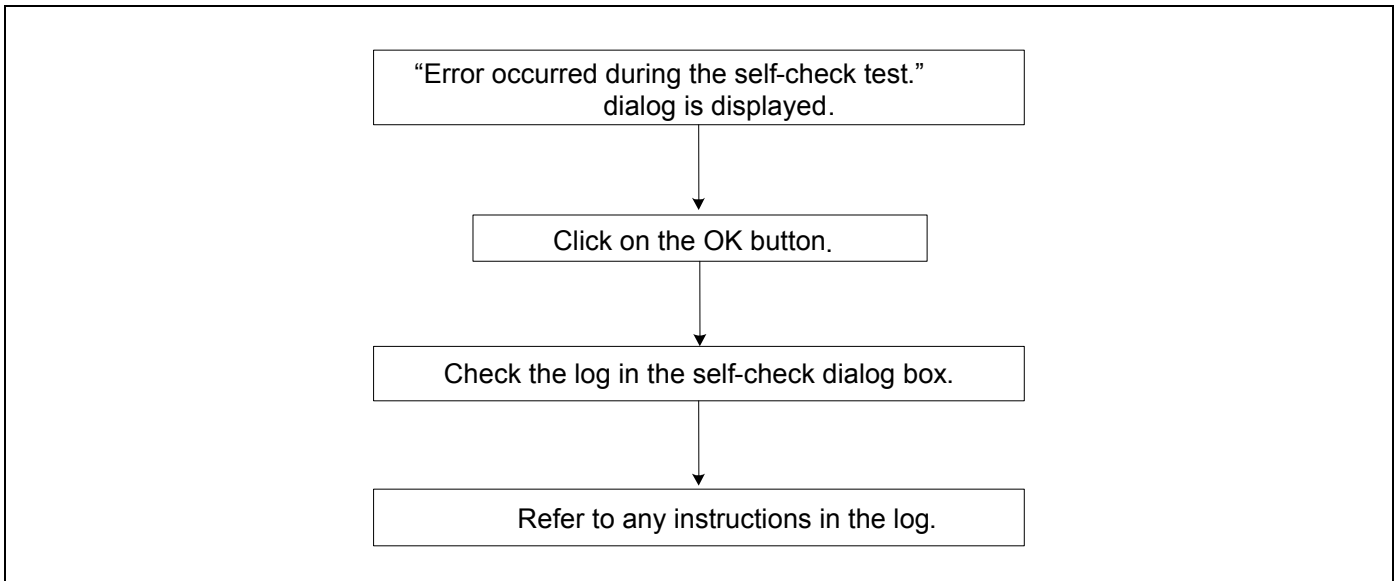 “Error occurred during the self-check test.”
dialog is displayed.
Click on the OK button.
Check the log in the self-check dialog box.
Refer to any instructions in the log.